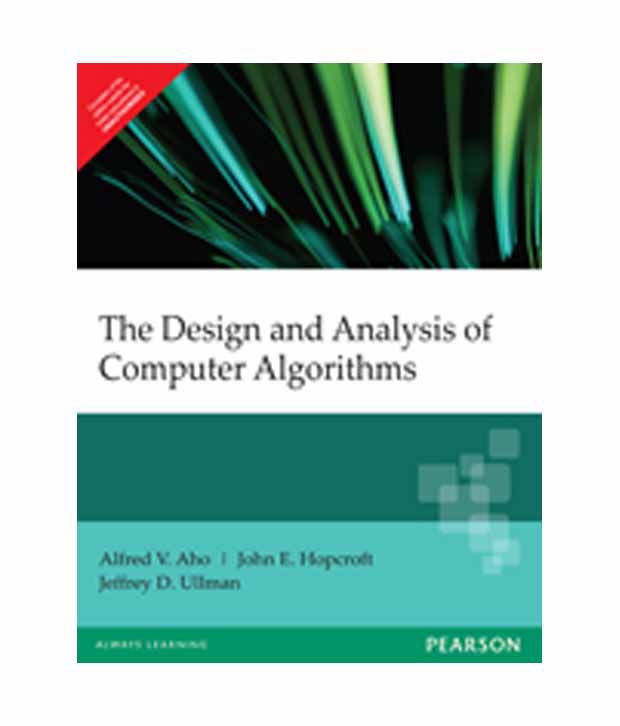 The Design and Analysis of
Computer Algorithms
Alfred V. Aho | John E. Hopcroft
Jeffrey D. Ullman
ALWAYS LEARNING
PEARSON